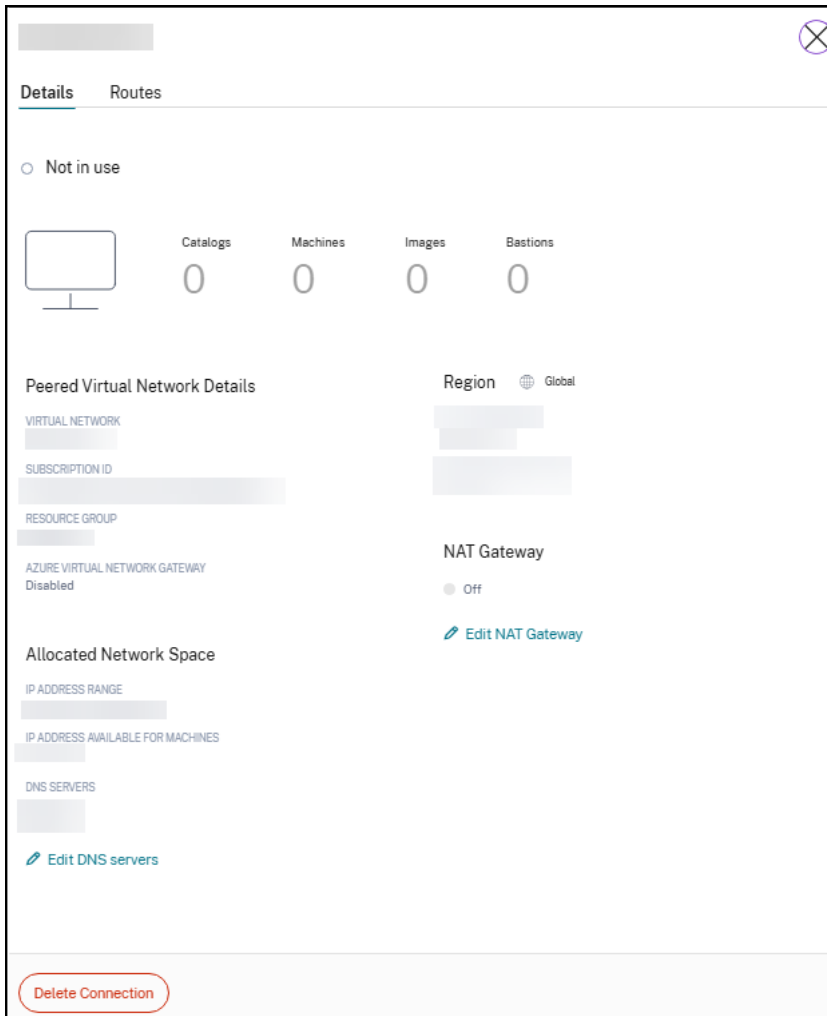 Details Routes
Not in use
Catalogs Machines Images Bastions
0 0 0 0
Peered Virtual Network Details
VIRTUAL NETWORK
SUBSCRIPTION ID
RESOURCE GROUP
AZURE VIRTUAL NETWORK GATEWAY
Disabled
Allocated Network Space
IP ADDRESS RANGE
IP ADDRESS AVAILABLE FOR MACHINES
DNS SERVERS
Edit DNS servers
Region Global
NAT Gateway
Off
Edit NAT Gateway
Delete Connection